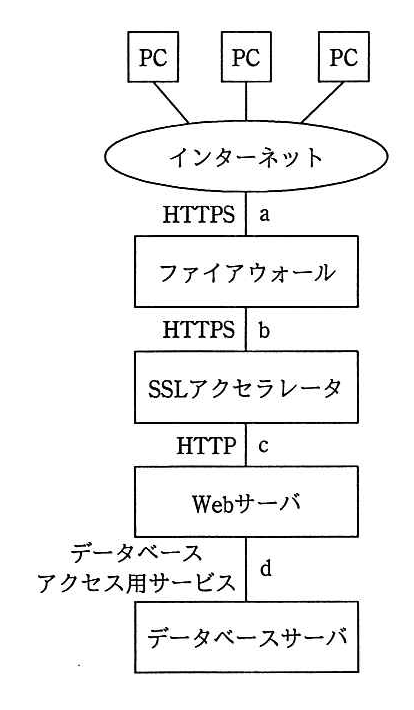 PC
PC
PC
インターネット
HTTPS
a
ファイアウォール
HTTPS
b
SSLアクセラレータ
HTTP
c
Webサーバ
データベース
アクセス用サービス
d
データベースサーバ